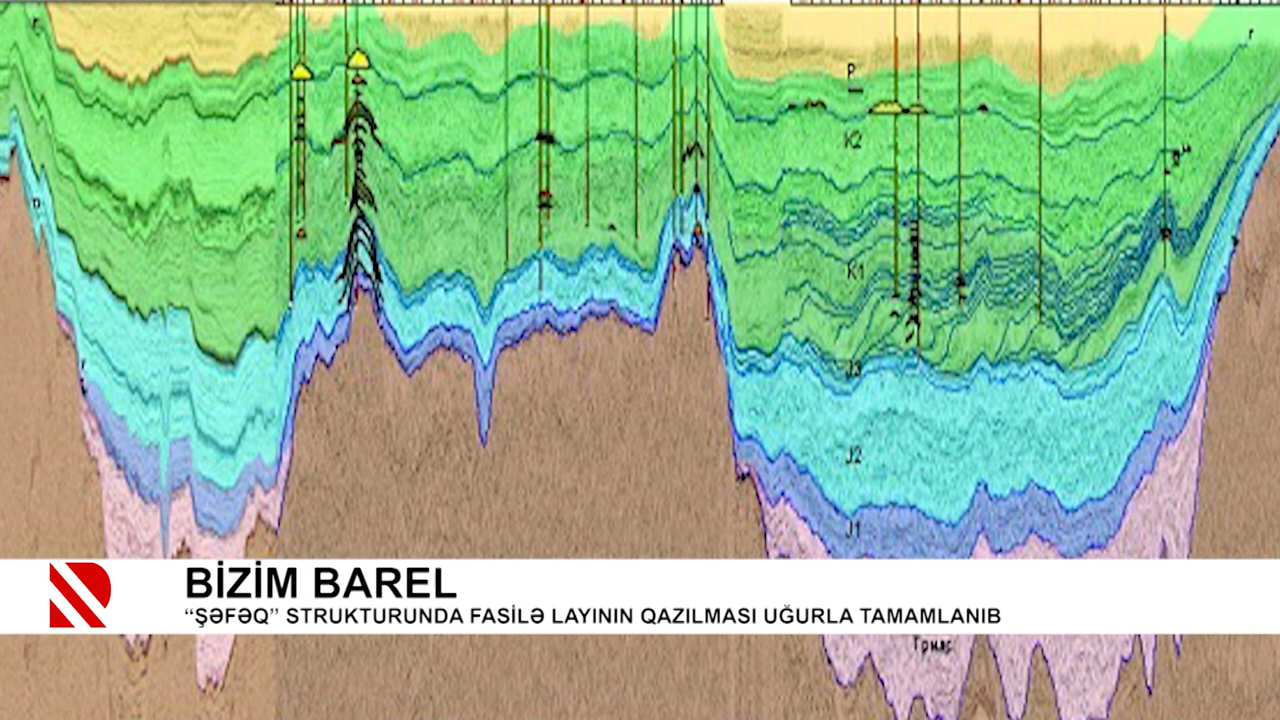 P
K2
K1
J3
J2
J1
BİZİM BAREL
“ŞƏFƏQ” STRUKTURUNDA FASİLƏ LAYININ QAZILMASI UĞURLA TAMAMLANIB
Триас